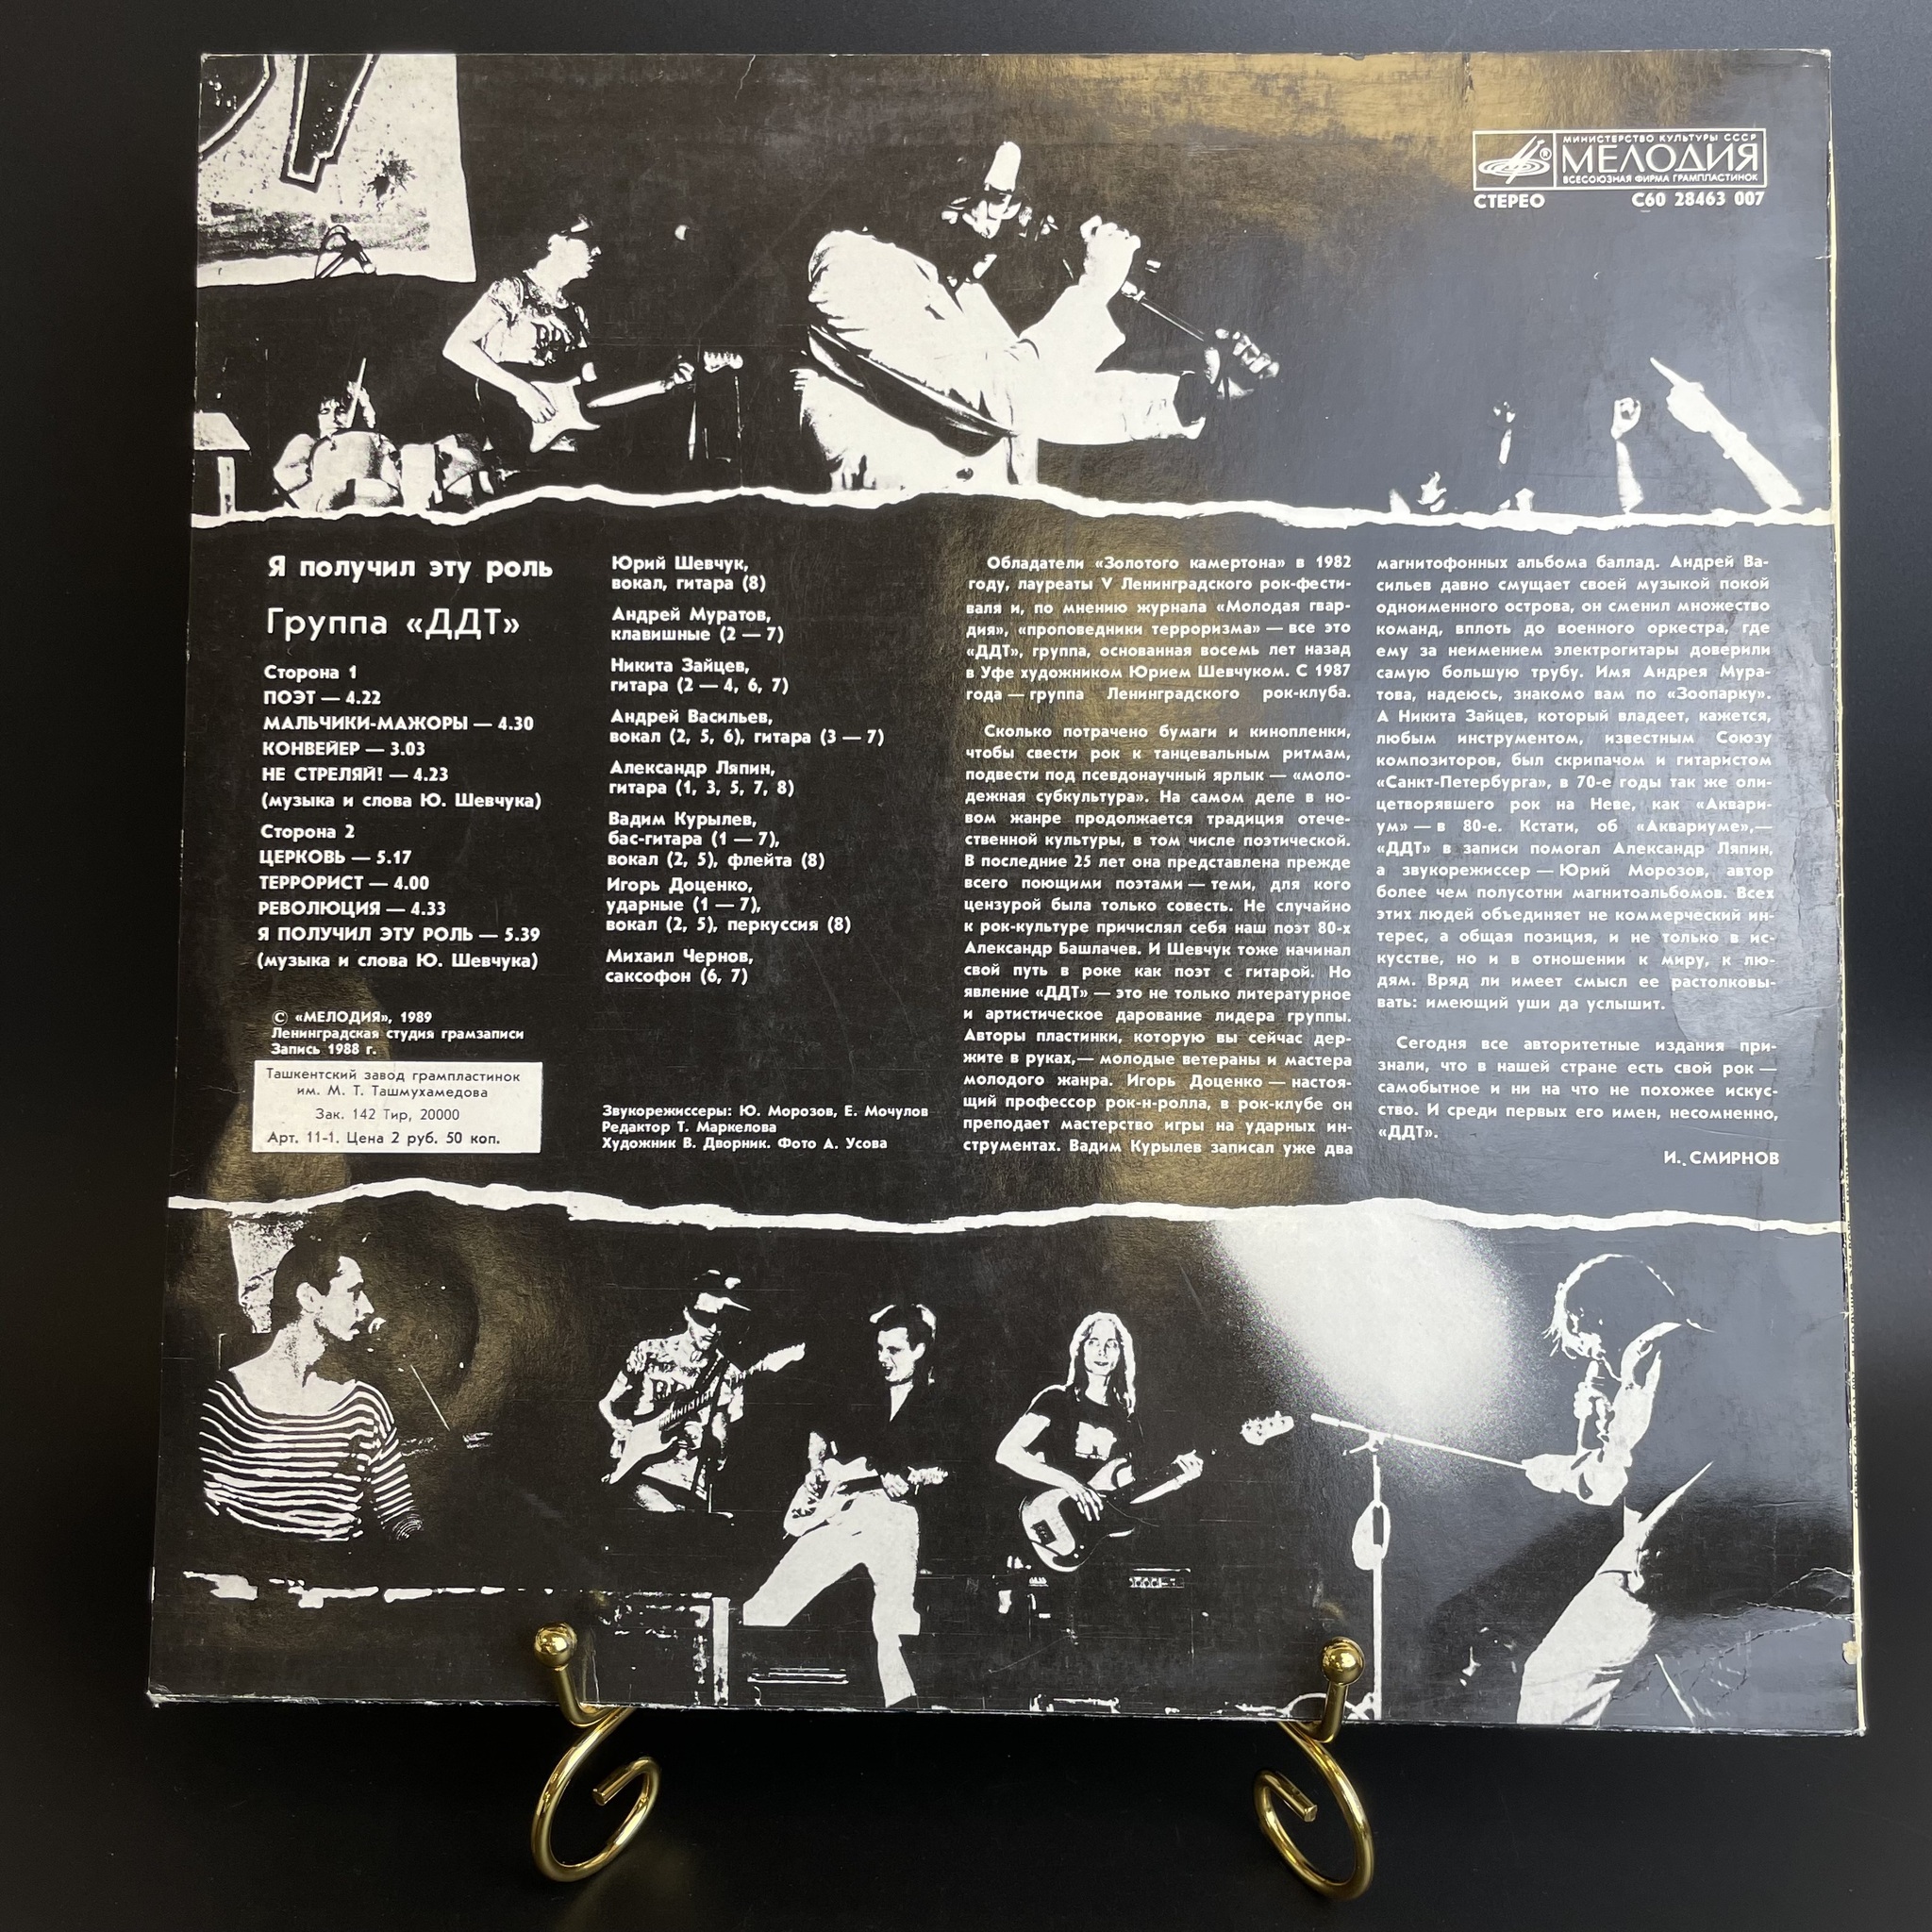 МИНИСТЕРСТВО КУЛЬТУРЫ СССР
МЕЛОДИЯ
ВСЕСОЮЗНАЯ ФИРМА ГРАМПЛАСТИНОК
СТЕРЕО С60 28463 007
Я получил эту роль
Группа «ДДТ»
Сторона 1
ПОЭТ — 4.22
МАЛЬЧИКИ-МАЖОРЫ — 4.30
КОНВЕЙЕР — 3.03
НЕ СТРЕЛЯЙ! — 4.23
(музыка и слова Ю. Шевчука)
Сторона 2
ЦЕРКОВЬ — 5.17
ТЕРРОРИСТ — 4.00
РЕВОЛЮЦИЯ — 4.33
Я ПОЛУЧИЛ ЭТУ РОЛЬ — 5.39
(музыка и слова Ю. Шевчука)
© «МЕЛОДИЯ», 1989
Ленинградская студия грамзаписи
Запись 1988 г.
Ташкентский завод грампластинок
им. М. Т. Ташмухамедова
Зак. 142 Тир, 20000
Арт. 11-1. Цена 2 руб. 50 коп.
Юрий Шевчук,
вокал, гитара (8)
Андрей Муратов,
клавишные (2 — 7)
Никита Зайцев,
гитара (2 — 4, 6, 7)
Андрей Васильев,
вокал (2, 5, 6), гитара (3 — 7)
Александр Ляпин,
гитара (1, 3, 5, 7, 8)
Вадим Курылев,
бас-гитара (1 — 7),
вокал (2, 5), флейта (8)
Игорь Доценко,
ударные (1 — 7),
вокал (2, 5), перкуссия (8)
Михаил Чернов,
саксофон (6, 7)
Звукорежиссеры: Ю. Морозов, Е. Мочулов
Редактор Т. Маркелова
Художник В. Дворник. Фото А. Усова
Обладатели «Золотого камертона» в 1982
году, лауреаты V Ленинградского рок-фести-
валя и, по мнению журнала «Молодая гвар-
дия», «проповедники терроризма» — все это
«ДДТ», группа, основанная восемь лет назад
в Уфе художником Юрием Шевчуком. С 1987
года — группа Ленинградского рок-клуба.
Сколько потрачено бумаги и кинопленки,
чтобы свести рок к танцевальным ритмам,
подвести под псевдонаучный ярлык — «моло-
дежная субкультура». На самом деле в но-
вом жанре продолжается традиция отече-
ственной культуры, в том числе поэтической.
В последние 25 лет она представлена прежде
всего поющими поэтами — теми, для кого
цензурой была только совесть. Не случайно
к рок-культуре причислял себя наш поэт 80-х
Александр Башлачев. И Шевчук тоже начинал
свой путь в роке как поэт с гитарой. Но
явление «ДДТ» — это не только литературное
и артистическое дарование лидера группы.
Авторы пластинки, которую вы сейчас дер-
жите в руках,— молодые ветераны и мастера
молодого жанра. Игорь Доценко — настоя-
щий профессор рок-н-ролла, в рок-клубе он
преподает мастерство игры на ударных ин-
струментах. Вадим Курылев записал уже два
магнитофонных альбома баллад. Андрей Ва-
сильев давно смущает своей музыкой покой
одноименного острова, он сменил множество
команд, вплоть до военного оркестра, где
ему за неимением электрогитары доверили
самую большую трубу. Имя Андрея Мура-
това, надеюсь, знакомо вам по «Зоопарку».
А Никита Зайцев, который владеет, кажется,
любым инструментом, известным Союзу
композиторов, был скрипачом и гитаристом
«Санкт-Петербурга», в 70-е годы так же оли-
цетворявшего рок на Неве, как «Аквари-
ум» — в 80-е. Кстати, об «Аквариуме»,—
«ДДТ» в записи помогал Александр Ляпин,
а звукорежиссер — Юрий Морозов, автор
более чем полусотни магнитоальбомов. Всех
этих людей объединяет не коммерческий ин-
терес, а общая позиция, и не только в ис-
кусстве, но и в отношении к миру, к лю-
дям. Вряд ли имеет смысл ее растолковы-
вать: имеющий уши да услышит.
Сегодня все авторитетные издания при-
знали, что в нашей стране есть свой рок —
самобытное и ни на что не похожее искус-
ство. И среди первых его имен, несомненно,
«ДДТ».
И. СМИРНОВ